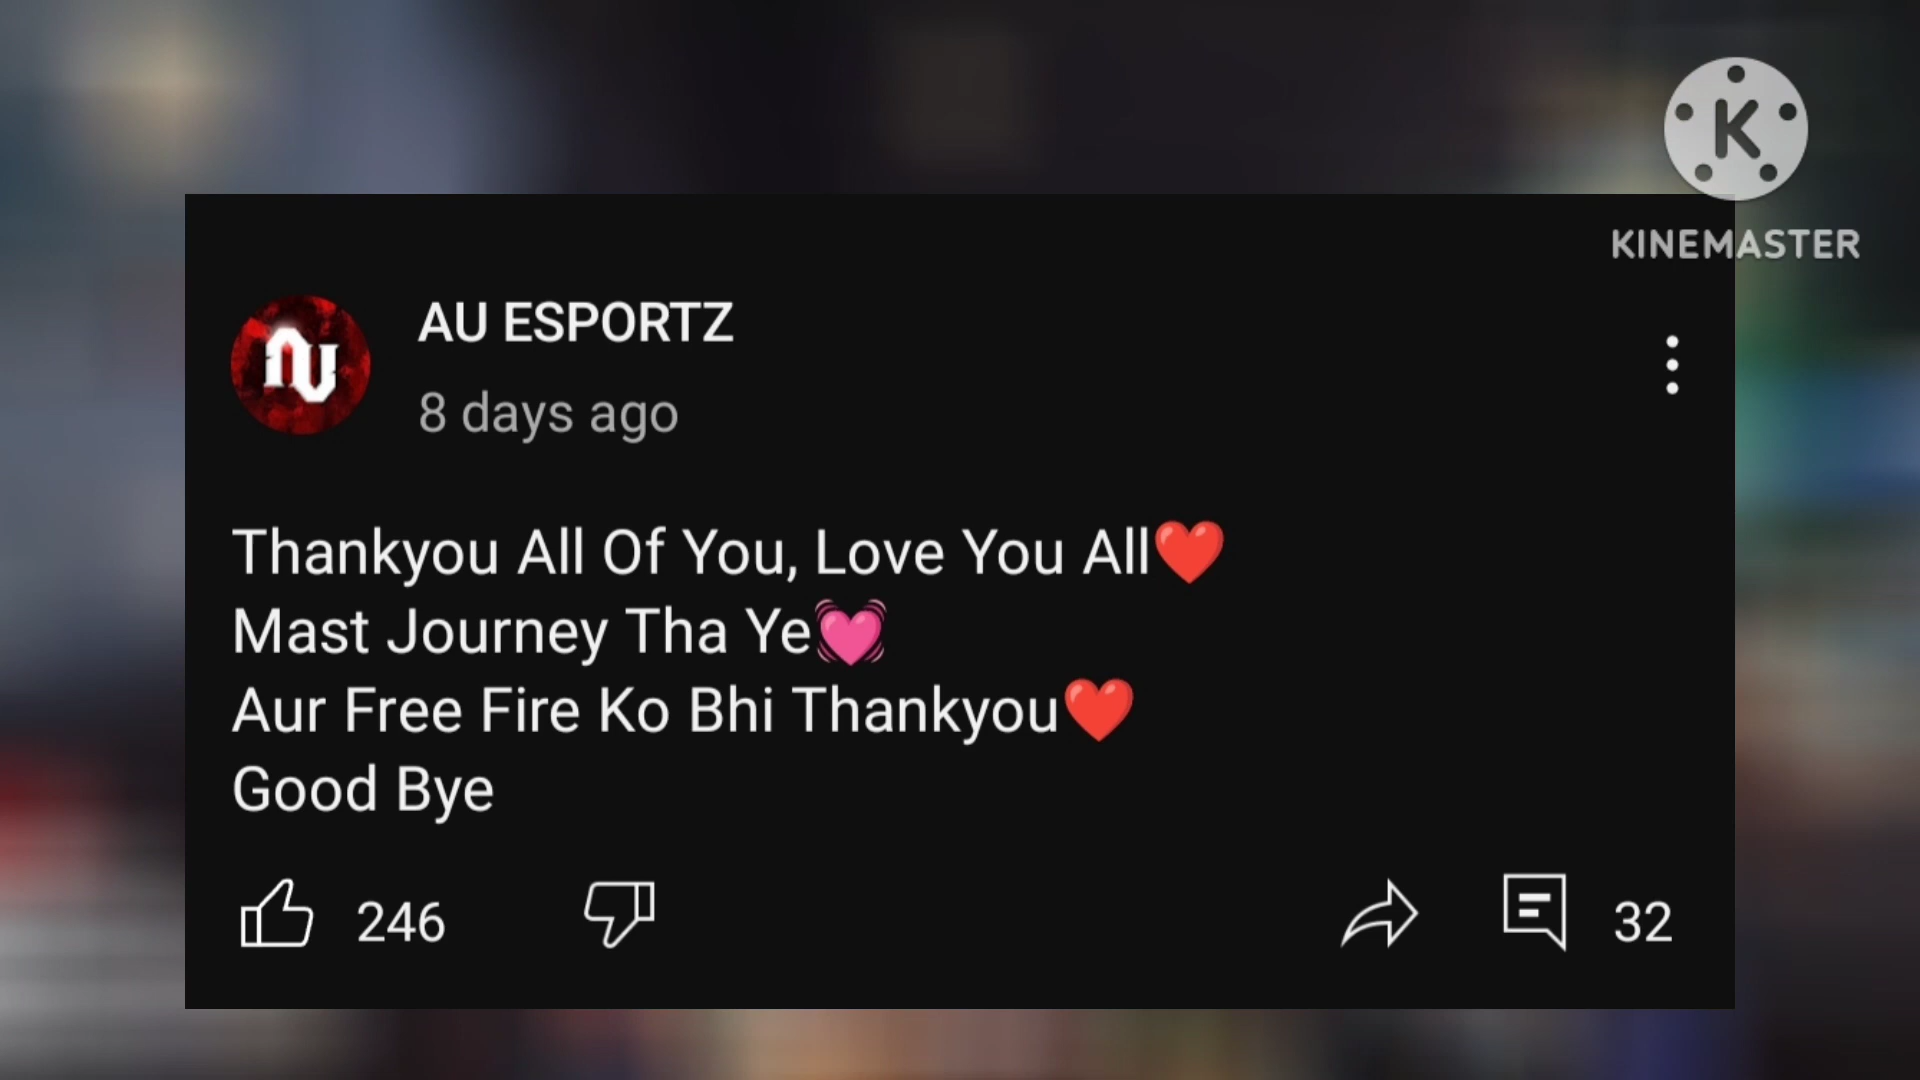 K
KINEMASTER
AU ESPORTZ
8 days ago
Thankyou All Of You, Love You All❤️
Mast Journey Tha Ye💓
Aur Free Fire Ko Bhi Thankyou❤️
Good Bye
246
32